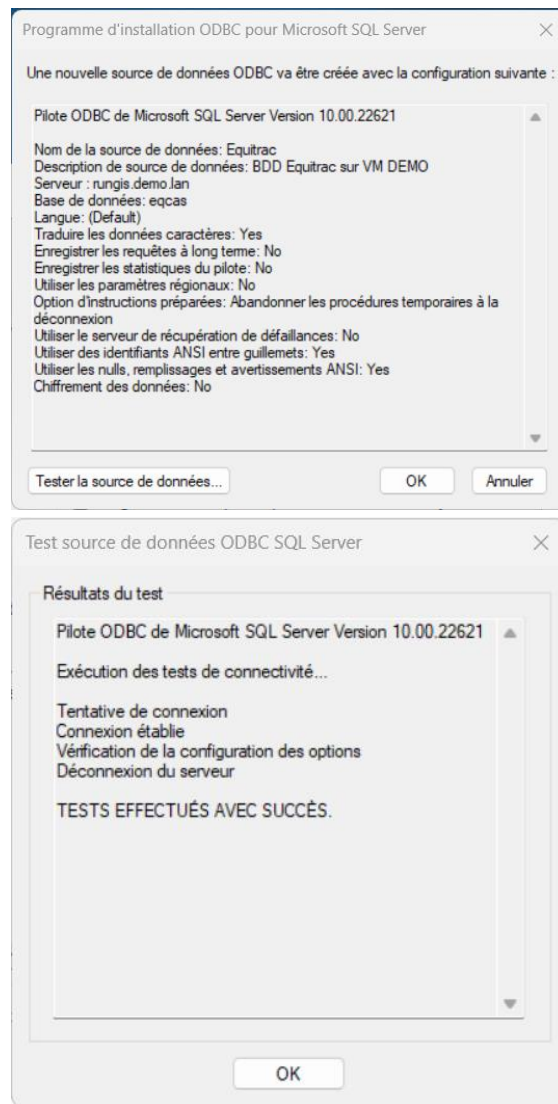 Programme d'installation ODBC pour Microsoft SQL Server
Une nouvelle source de données ODBC va être créée avec la configuration suivante :
Pilote ODBC de Microsoft SQL Server Version 10.00.22621
Nom de la source de données: Equitrac
Description de source de données: BDD Equitrac sur VM DEMO
Serveur : rungis.demo.lan
Base de données: eqcas
Langue: (Default)
Traduire les données caractères: Yes
Enregistrer les requêtes à long terme: No
Enregistrer les statistiques du pilote: No
Utiliser les paramètres régionaux: No
Option d'instructions préparées: Abandonner les procédures temporaires à la
déconnexion
Utiliser le serveur de récupération de défaillances: No
Utiliser des identifiants ANSI entre guillemets: Yes
Utiliser les nulls, remplissages et avertissements ANSI: Yes
Chiffrement des données: No
Tester la source de données... OK Annuler
Test source de données ODBC SQL Server
Résultats du test
Pilote ODBC de Microsoft SQL Server Version 10.00.22621
Exécution des tests de connectivité...
Tentative de connexion
Connexion établie
Vérification de la configuration des options
Déconnexion du serveur
TESTS EFFECTUÉS AVEC SUCCÈS.
OK